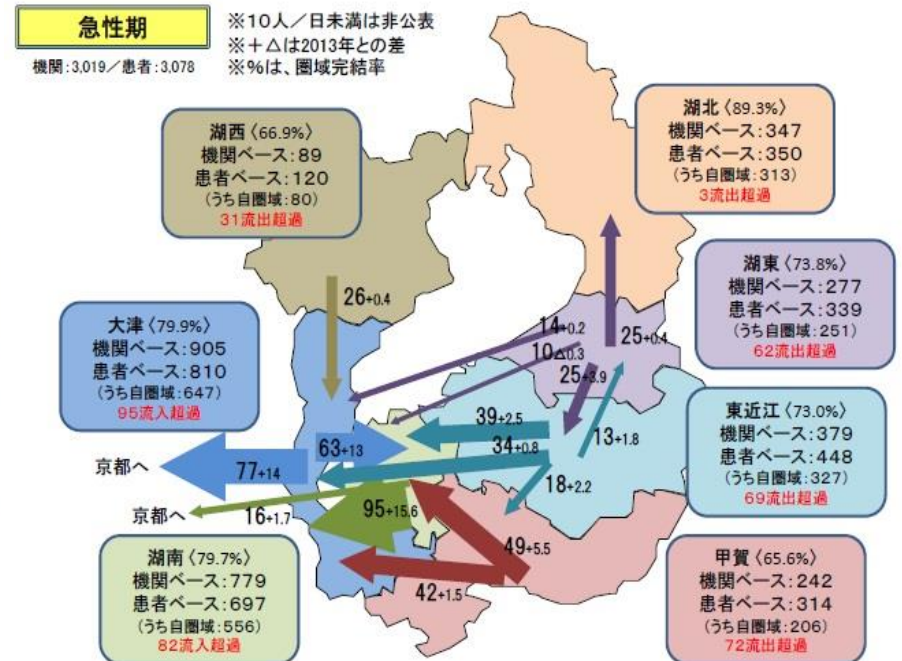 急性期
機関:3,019/患者:3,078
※10人/日未満は非公表
※+△は2013年との差
※%は、圏域完結率
湖西〈66.9%〉
機関ベース:89
患者ベース:120
(うち自圏域:80)
31流出超過
湖北〈89.3%〉
機関ベース:347
患者ベース:350
(うち自圏域:313)
3流出超過
湖東〈73.8%〉
機関ベース:277
患者ベース:339
(うち自圏域:251)
62流出超過
大津〈79.9%〉
機関ベース:905
患者ベース:810
(うち自圏域:647)
95流入超過
東近江〈73.0%〉
機関ベース:379
患者ベース:448
(うち自圏域:327)
69流出超過
湖南〈79.7%〉
機関ベース:779
患者ベース:697
(うち自圏域:556)
82流入超過
甲賀〈65.6%〉
機関ベース:242
患者ベース:314
(うち自圏域:206)
72流出超過
26+0.4
14+0.2
25+0.4
10△0.3
25+3.9
39+2.5
34+0.8
13+1.8
18+2.2
63+13
京都へ
77+14
京都へ
16+1.7
95+15.6
49+5.5
42+1.5